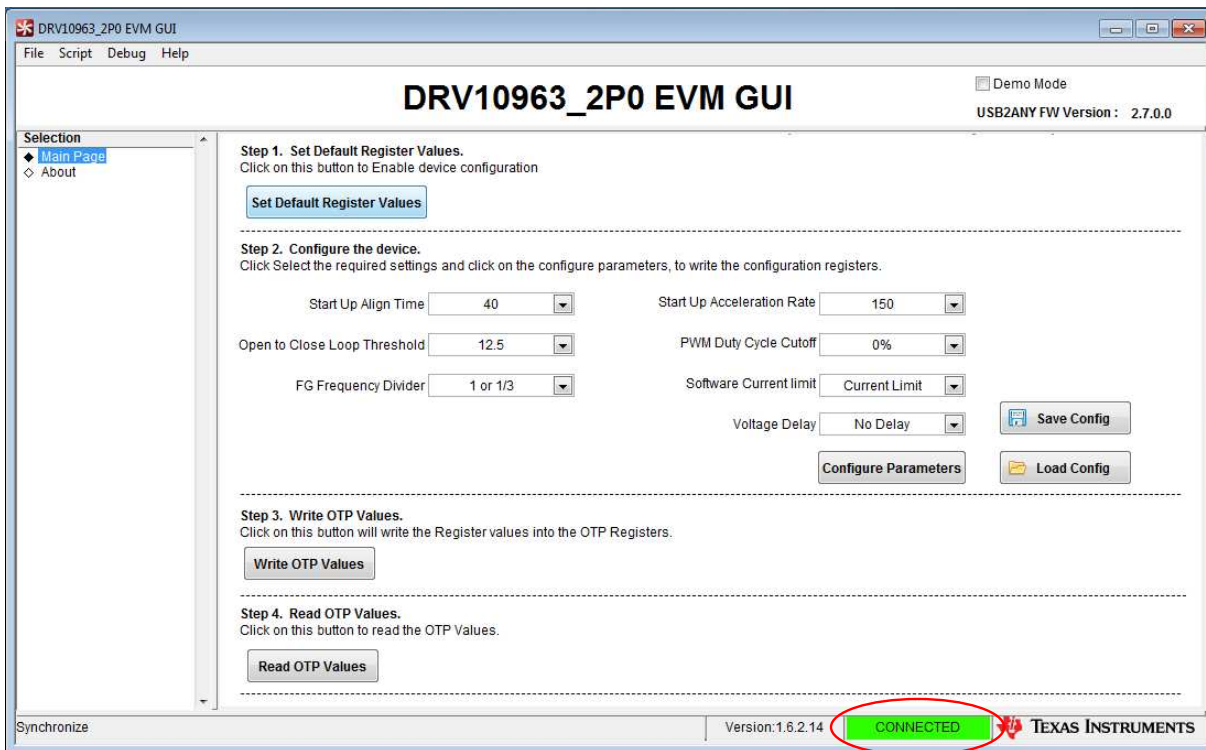 DRV10963_2P0 EVM GUI
File Script Debug Help
DRV10963_2P0 EVM GUI
Demo Mode
USB2ANY FW Version : 2.7.0.0
Selection
Main Page
About
Step 1. Set Default Register Values.
Click on this button to Enable device configuration
Set Default Register Values
Step 2. Configure the device.
Click Select the required settings and click on the configure parameters, to write the configuration registers.
Start Up Align Time 40 Start Up Acceleration Rate 150
Open to Close Loop Threshold 12.5 PWM Duty Cycle Cutoff 0%
FG Frequency Divider 1 or 1/3 Software Current limit Current Limit
Voltage Delay No Delay Save Config
Configure Parameters Load Config
Step 3. Write OTP Values.
Click on this button will write the Register values into the OTP Registers.
Write OTP Values
Step 4. Read OTP Values.
Click on this button to read the OTP Values.
Read OTP Values
Synchronize Version:1.6.2.14 CONNECTED TEXAS INSTRUMENTS